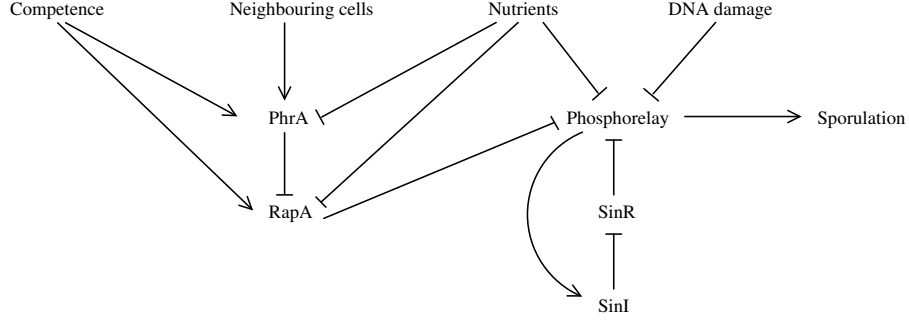 Competence
Neighbouring cells
Nutrients
DNA damage
PhrA
Phosphorelay
Sporulation
RapA
SinR
SinI